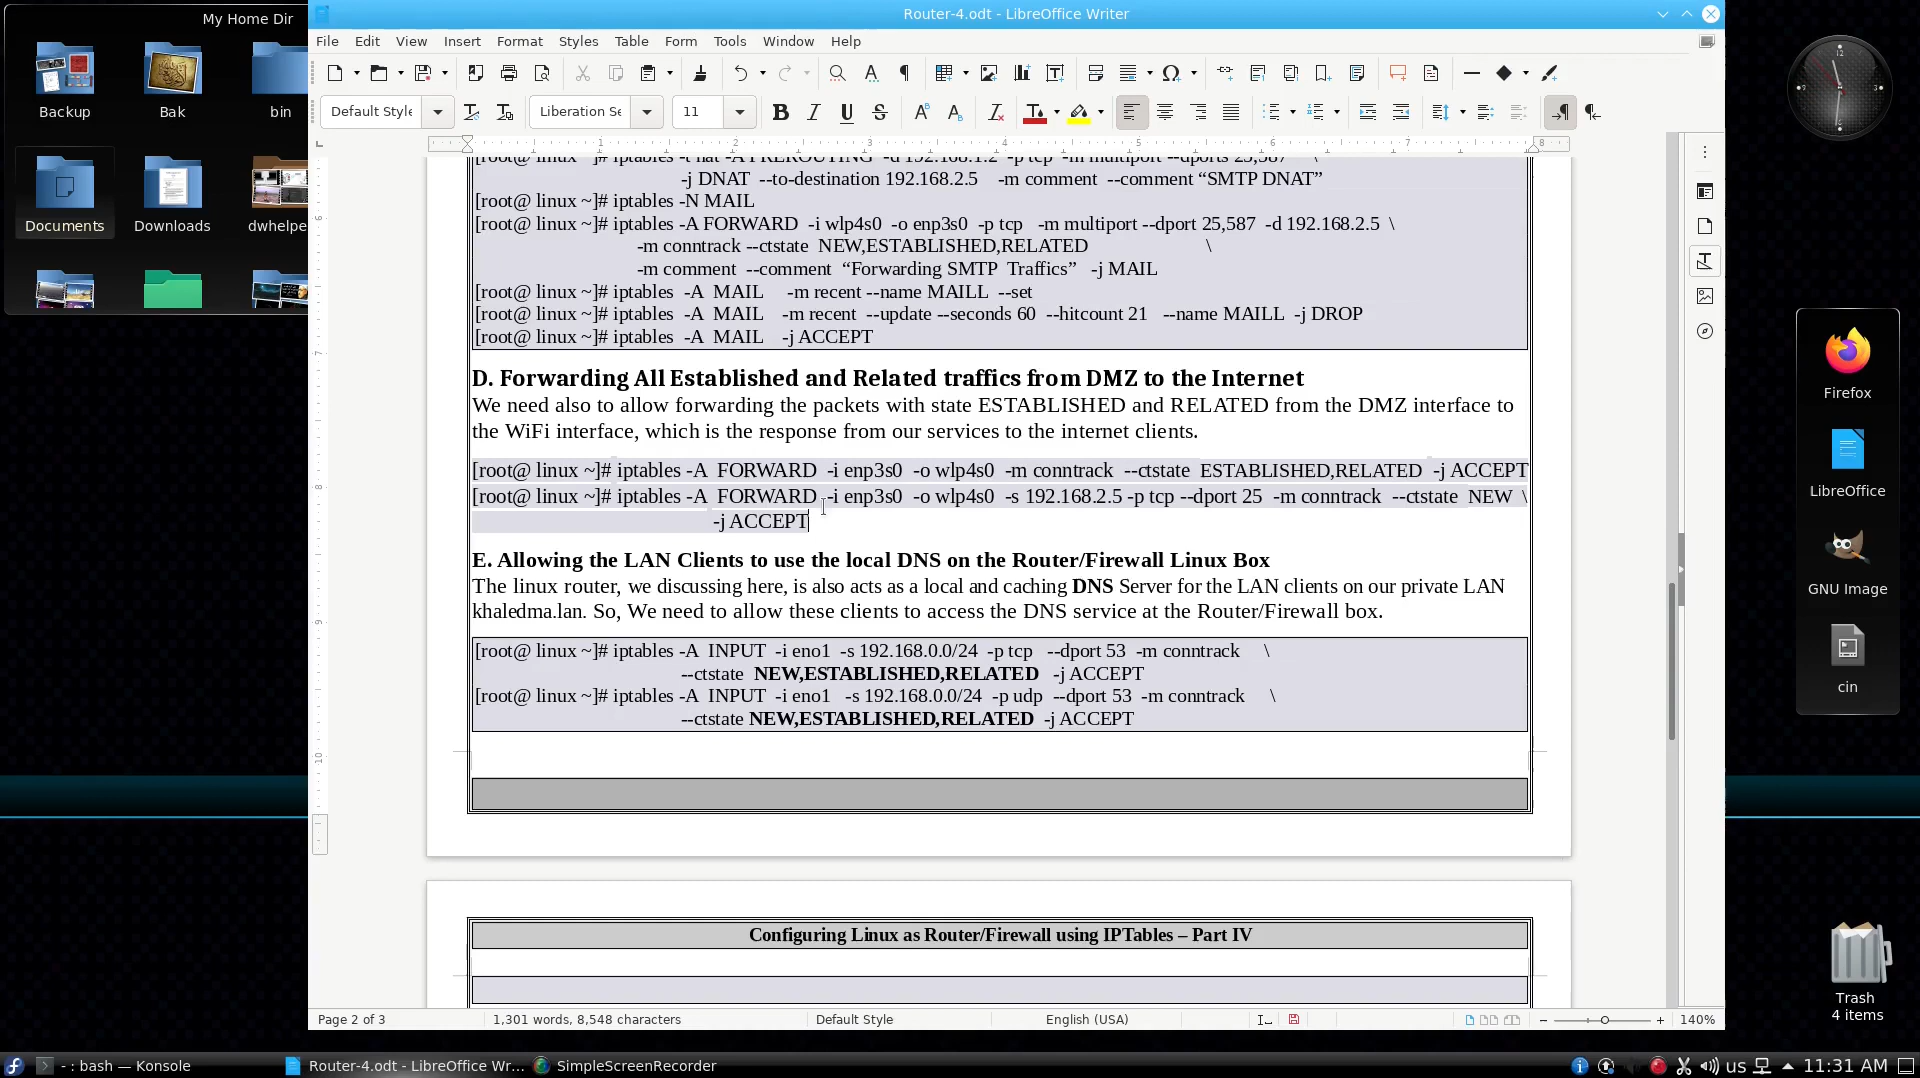 My Home Dir
Backup
Bak
bin
Documents
Downloads
dwhelpe
Router-4.odt - LibreOffice Writer
File Edit View Insert Format Styles Table Form Tools Window Help
Default Style
Liberation Se
11
[root@ linux ~]# iptables -t nat -A PREROUTING -d 192.168.1.2 -p tcp -m multiport --dports 25,587 \
-j DNAT --to-destination 192.168.2.5 -m comment --comment “SMTP DNAT”
[root@ linux ~]# iptables -N MAIL
[root@ linux ~]# iptables -A FORWARD -i wlp4s0 -o enp3s0 -p tcp -m multiport --dport 25,587 -d 192.168.2.5 \
-m conntrack --ctstate NEW,ESTABLISHED,RELATED \
-m comment --comment “Forwarding SMTP Traffics” -j MAIL
[root@ linux ~]# iptables -A MAIL -m recent --name MAILL --set
[root@ linux ~]# iptables -A MAIL -m recent --update --seconds 60 --hitcount 21 --name MAILL -j DROP
[root@ linux ~]# iptables -A MAIL -j ACCEPT
D. Forwarding All Established and Related traffics from DMZ to the Internet
We need also to allow forwarding the packets with state ESTABLISHED and RELATED from the DMZ interface to
the WiFi interface, which is the response from our services to the internet clients.
[root@ linux ~]# iptables -A FORWARD -i enp3s0 -o wlp4s0 -m conntrack --ctstate ESTABLISHED,RELATED -j ACCEPT
[root@ linux ~]# iptables -A FORWARD -i enp3s0 -o wlp4s0 -s 192.168.2.5 -p tcp --dport 25 -m conntrack --ctstate NEW \
-j ACCEPT
E. Allowing the LAN Clients to use the local DNS on the Router/Firewall Linux Box
The linux router, we discussing here, is also acts as a local and caching DNS Server for the LAN clients on our private LAN
khaledma.lan. So, We need to allow these clients to access the DNS service at the Router/Firewall box.
[root@ linux ~]# iptables -A INPUT -i eno1 -s 192.168.0.0/24 -p tcp --dport 53 -m conntrack \
--ctstate NEW,ESTABLISHED,RELATED -j ACCEPT
[root@ linux ~]# iptables -A INPUT -i eno1 -s 192.168.0.0/24 -p udp --dport 53 -m conntrack \
--ctstate NEW,ESTABLISHED,RELATED -j ACCEPT
Configuring Linux as Router/Firewall using IPTables – Part IV
Page 2 of 3
1,301 words, 8,548 characters
Default Style
English (USA)
140%
Firefox
LibreOffice
GNU Image
cin
Trash
4 items
- : bash — Konsole
Router-4.odt - LibreOffice Wr...
SimpleScreenRecorder
us
11:31 AM